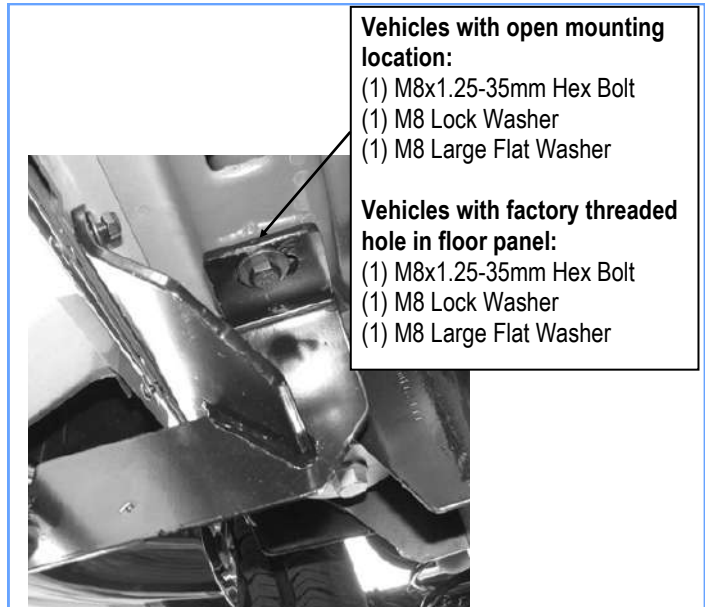 Vehicles with open mounting
location:
(1) M8x1.25-35mm Hex Bolt
(1) M8 Lock Washer
(1) M8 Large Flat Washer
Vehicles with factory threaded
hole in floor panel:
(1) M8x1.25-35mm Hex Bolt
(1) M8 Lock Washer
(1) M8 Large Flat Washer